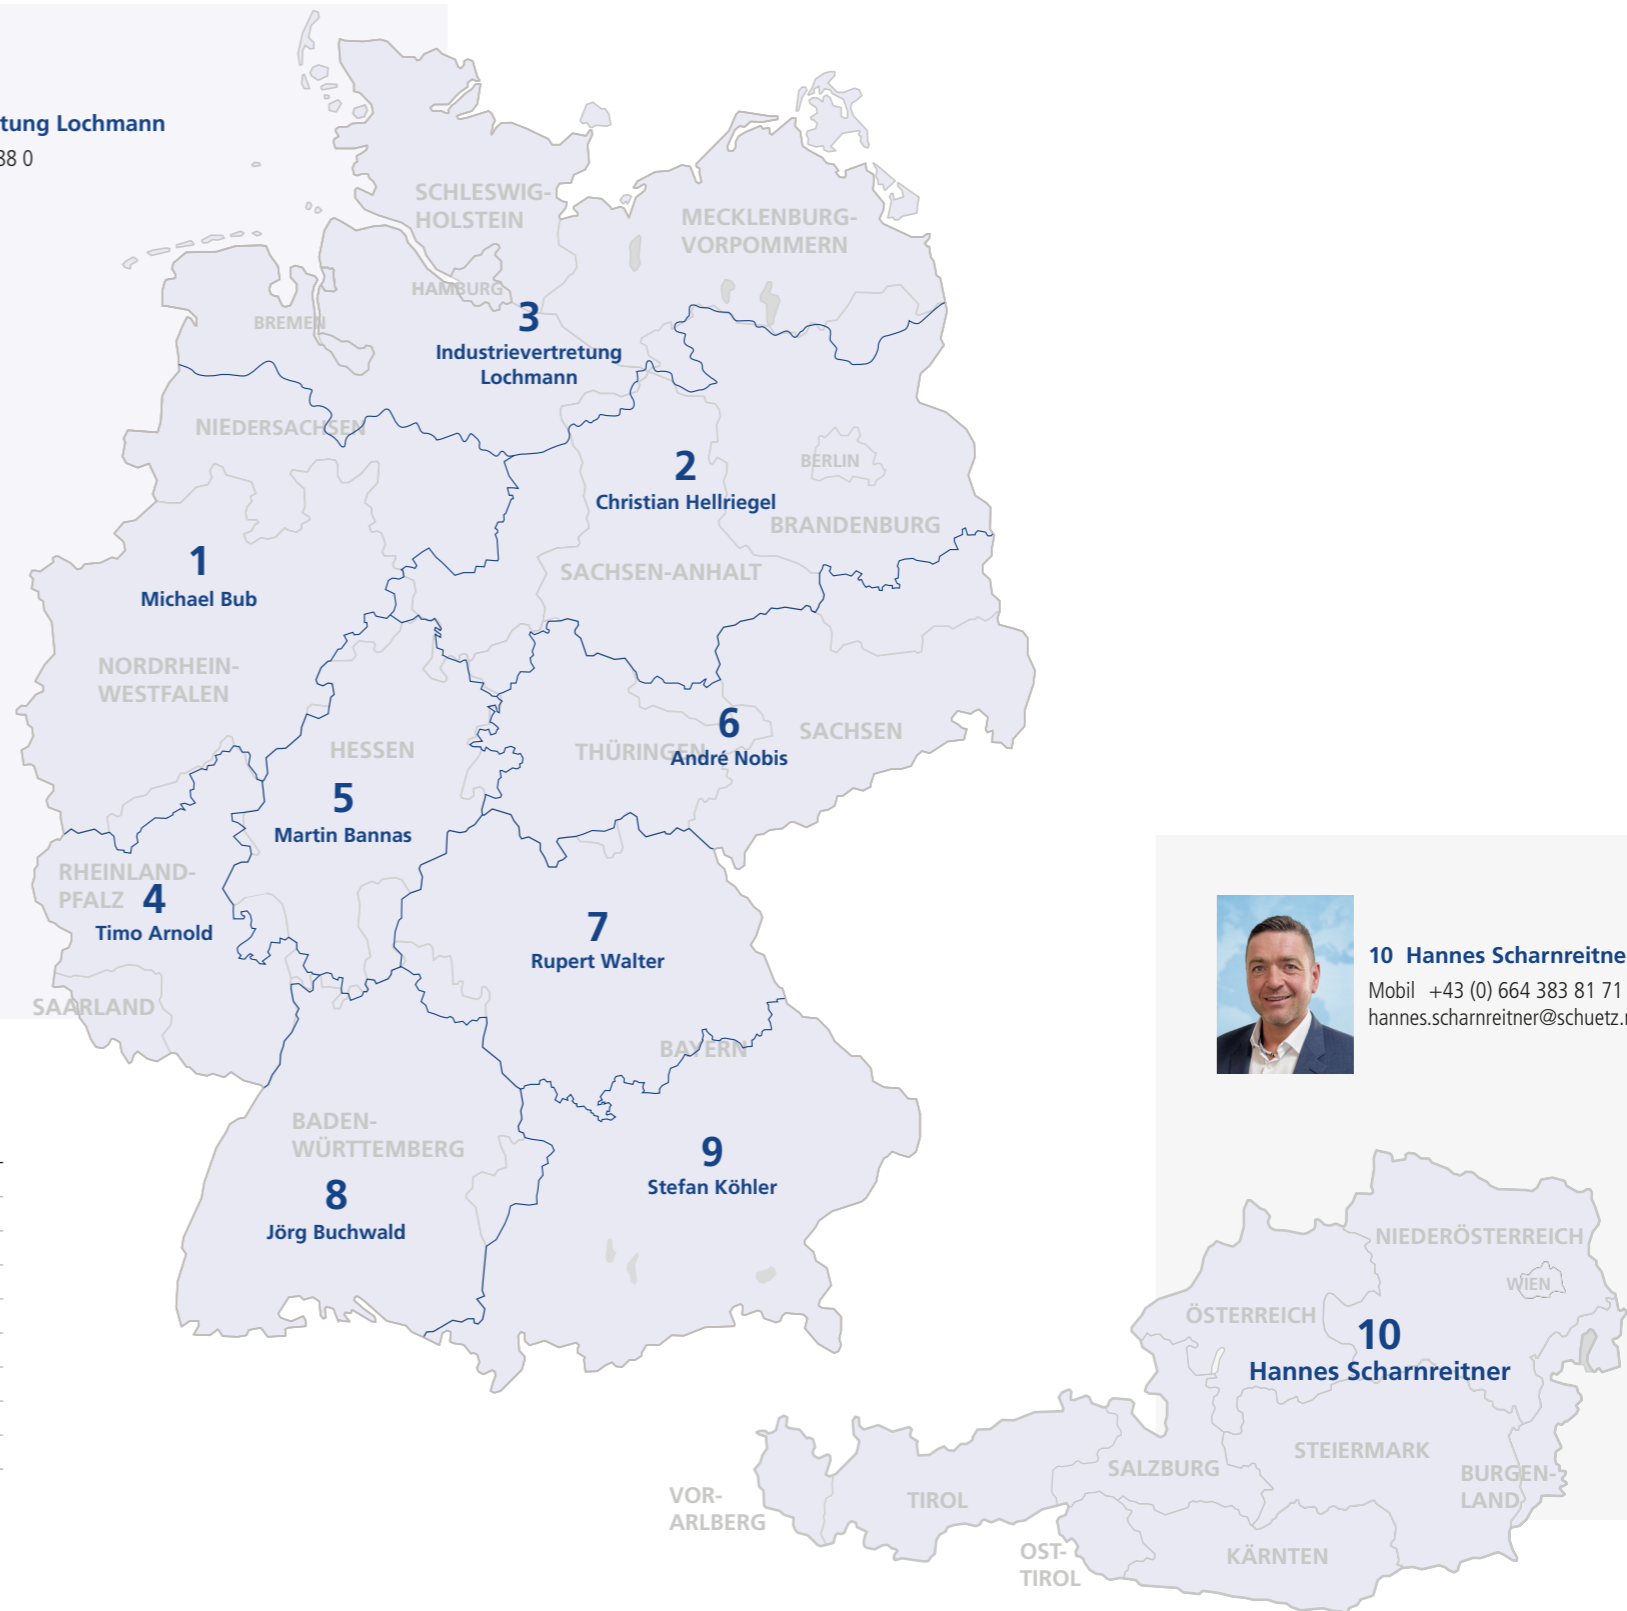 tung Lochmann
38 0
SCHLESWIG-
HOLSTEIN
MECKLENBURG-
VORPOMMERN
HAMBURG
BREMEN
3
Industrievertretung
Lochmann
NIEDERSACHSEN
2
Christian Hellriegel
BERLIN
BRANDENBURG
1
Michael Bub
SACHSEN-ANHALT
NORDRHEIN-
WESTFALEN
HESSEN
5
Martin Bannas
THÜRINGEN
6
André Nobis
SACHSEN
RHEINLAND-
PFALZ
4
Timo Arnold
7
Rupert Walter
SAARLAND
BAYERN
10 Hannes Scharnreitne
Mobil +43 (0) 664 383 81 71
hannes.scharnreitner@schuetz.n
BADEN-
WÜRTTEMBERG
8
Jörg Buchwald
9
Stefan Köhler
NIEDERÖSTERREICH
WIEN
ÖSTERREICH
10
Hannes Scharnreitner
STEIERMARK
SALZBURG
BURGEN-
LAND
VOR-
ARLBERG
TIROL
OST-
TIROL
KÄRNTEN